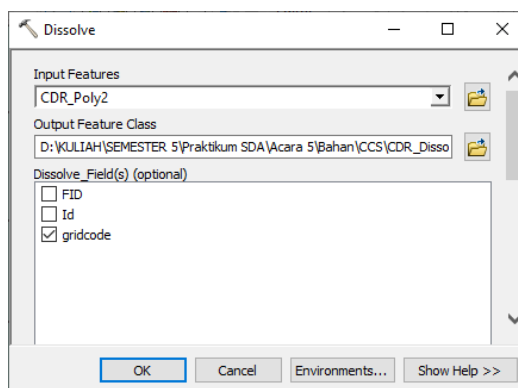 Dissolve
Input Features
CDR_Poly2
Output Feature Class
D:\KULIAH\SEMESTER 5\Praktikum SDA\Acara 5\Bahan\CCS\CDR_Disso
Dissolve_Field(s) (optional)
FID
Id
gridcode
OK Cancel Environments... Show Help >>